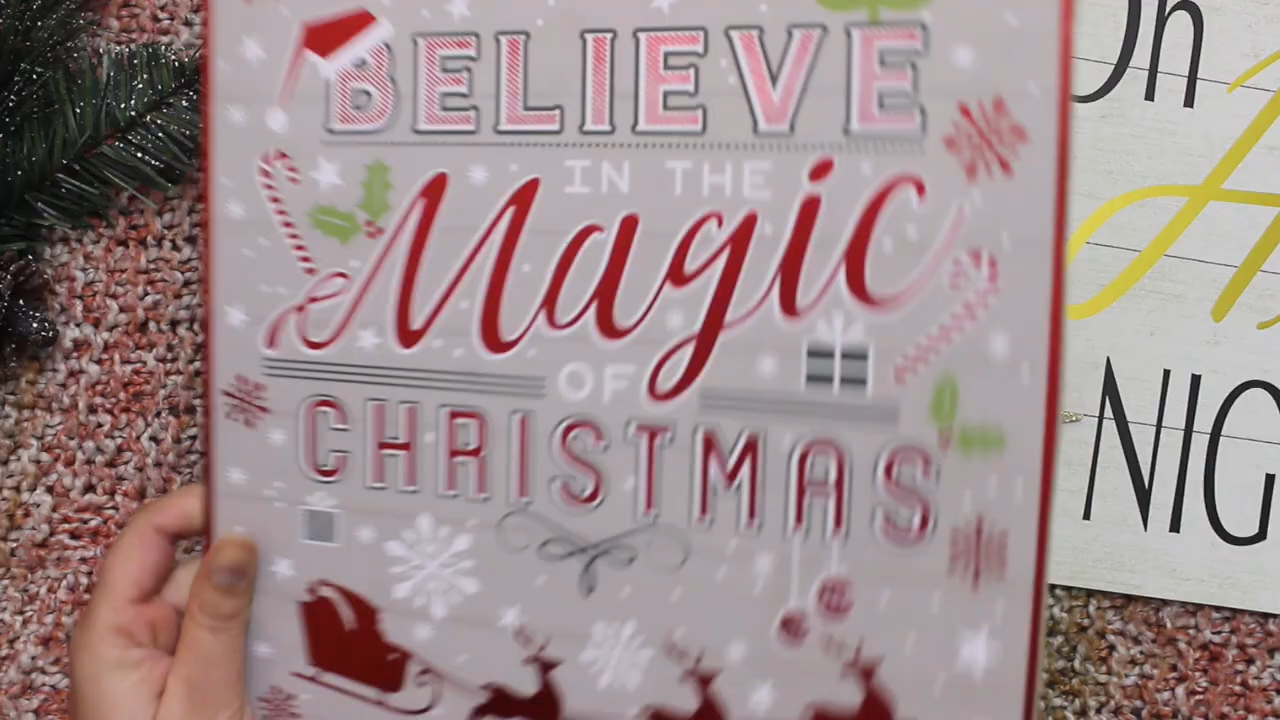 BELIEVE
IN THE
Magic
OF
CHRISTMAS
Oh
NIG